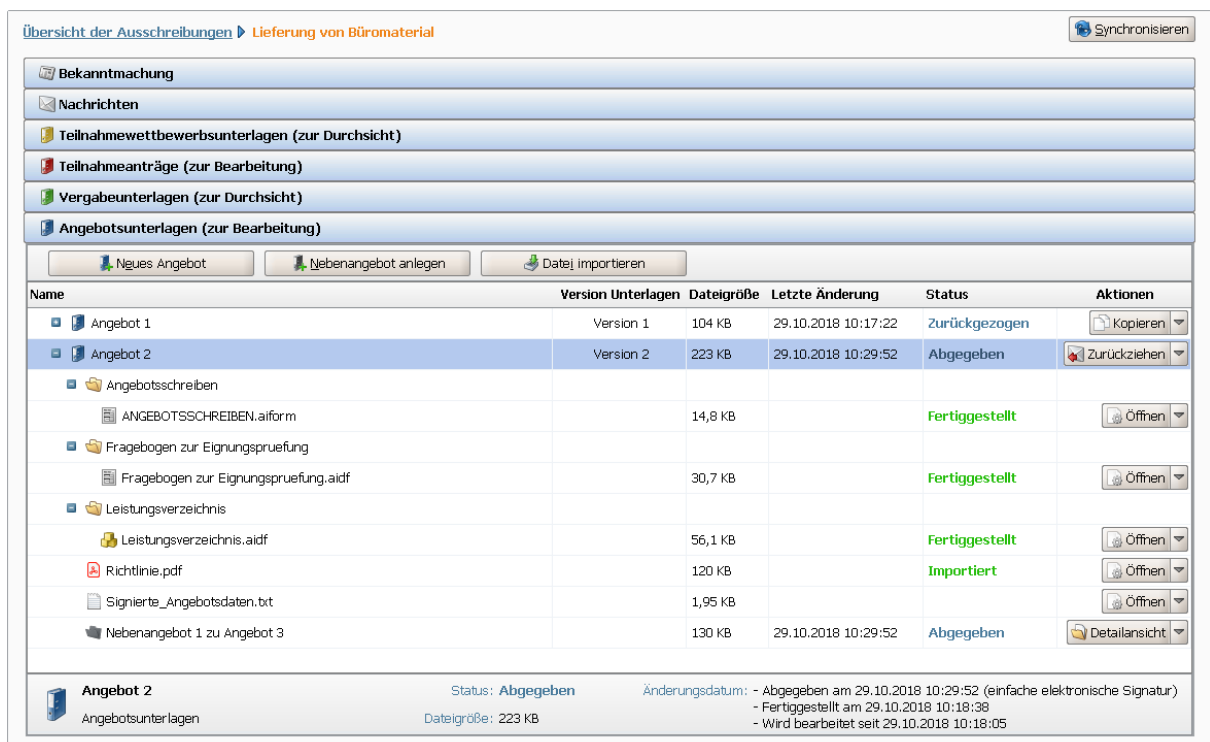 Übersicht der Ausschreibungen Lieferung von Büromaterial Synchronisieren
Bekanntmachung
Nachrichten
Teilnahmewettbewerbsunterlagen (zur Durchsicht)
Teilnahmeanträge (zur Bearbeitung)
Vergabeunterlagen (zur Durchsicht)
Angebotsunterlagen (zur Bearbeitung)
Neues Angebot Nebenangebot anlegen Datei importieren
Name Version Unterlagen Dateigröße Letzte Änderung Status Aktionen
Angebot 1 Version 1 104 KB 29.10.2018 10:17:22 Zurückgezogen Kopieren
Angebot 2 Version 2 223 KB 29.10.2018 10:29:52 Abgegeben Zurückziehen
Angebotsschreiben
ANGEBOTSSCHREIBEN.aiform 14,8 KB Fertiggestellt Öffnen
Fragebogen zur Eignungspruefung
Fragebogen zur Eignungspruefung.aidf 30,7 KB Fertiggestellt Öffnen
Leistungsverzeichnis
Leistungsverzeichnis.aidf 56,1 KB Fertiggestellt Öffnen
Richtlinie.pdf 120 KB Importiert Öffnen
Signierte_Angebotsdaten.txt 1,95 KB Öffnen
Nebenangebot 1 zu Angebot 3 130 KB 29.10.2018 10:29:52 Abgegeben Detailansicht
Angebot 2 Status: Abgegeben Änderungsdatum: - Abgegeben am 29.10.2018 10:29:52 (einfache elektronische Signatur)
- Fertiggestellt am 29.10.2018 10:18:38
Angebotsunterlagen Dateigröße: 223 KB - Wird bearbeitet seit 29.10.2018 10:18:05